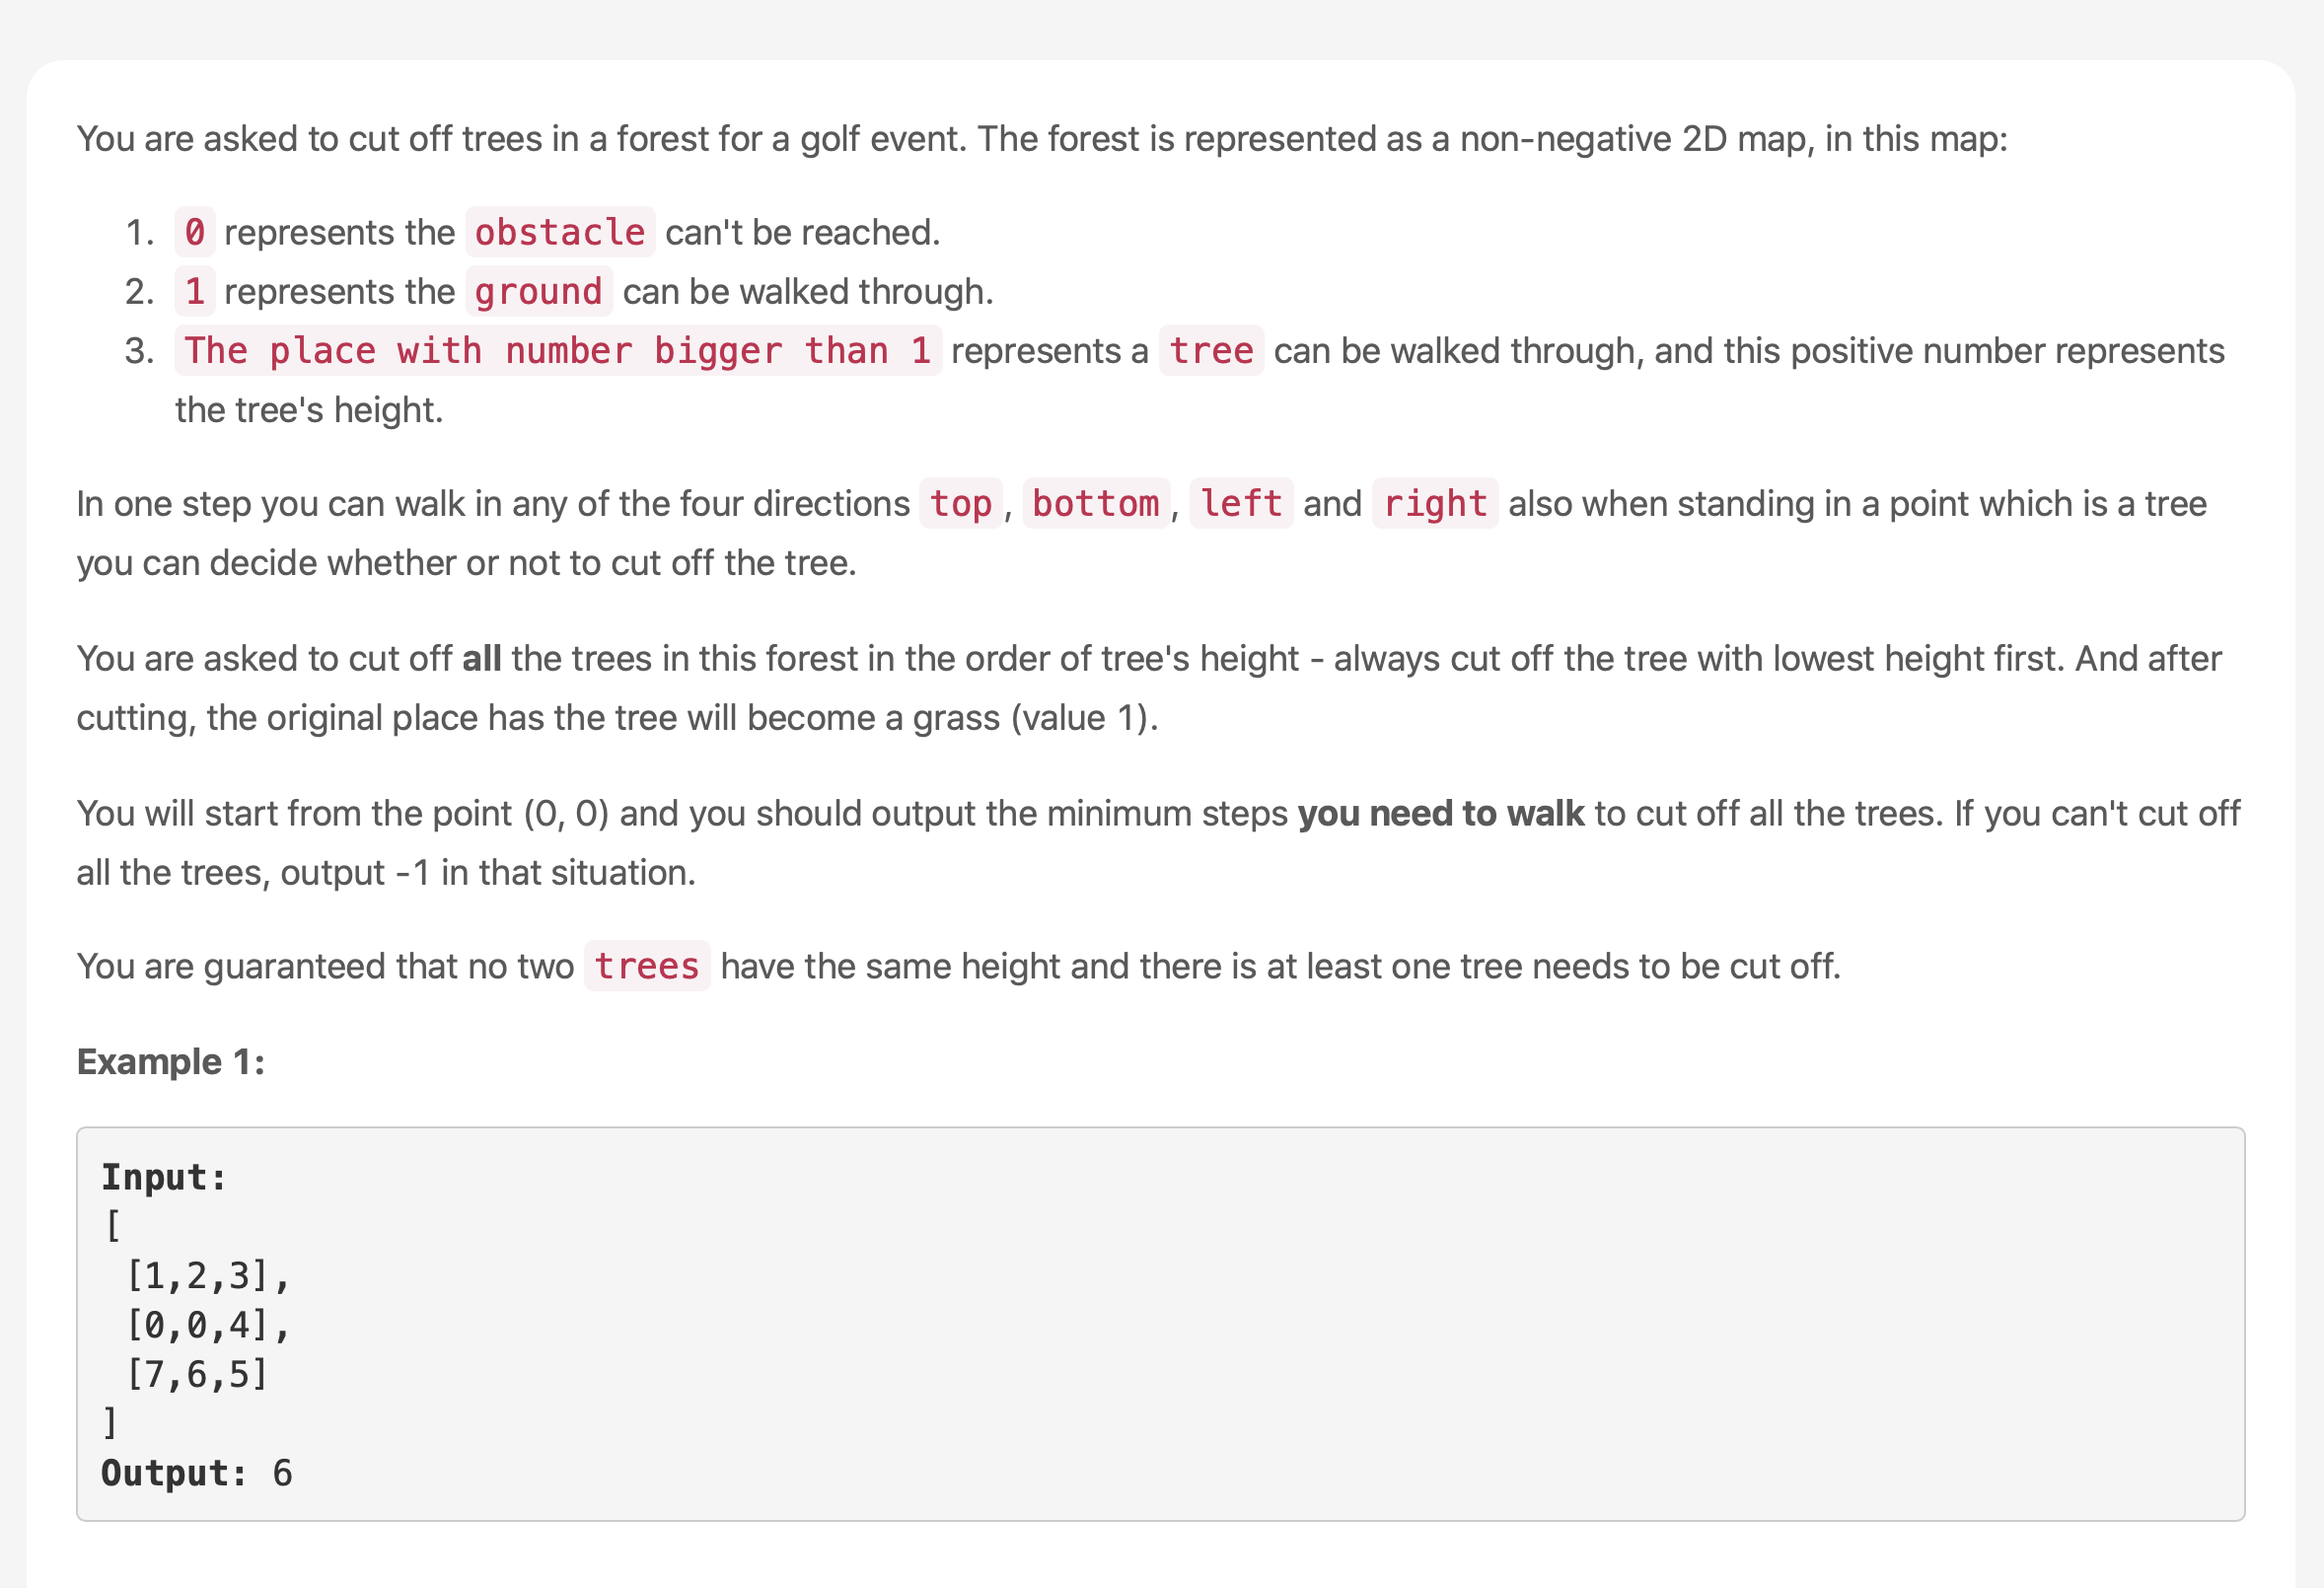 You are asked to cut off trees in a forest for a golf event. The forest is represented as a non-negative 2D map, in this map:
1. 0 represents the obstacle can't be reached.
2. 1 represents the ground can be walked through.
3. The place with number bigger than 1 represents a tree can be walked through, and this positive number represents
the tree's height.
In one step you can walk in any of the four directions top, bottom, left and right also when standing in a point which is a tree
you can decide whether or not to cut off the tree.
You are asked to cut off all the trees in this forest in the order of tree's height - always cut off the tree with lowest height first. And after
cutting, the original place has the tree will become a grass (value 1).
You will start from the point (0, 0) and you should output the minimum steps you need to walk to cut off all the trees. If you can't cut off
all the trees, output -1 in that situation.
You are guaranteed that no two trees have the same height and there is at least one tree needs to be cut off.
Example 1:
Input:
[
[1,2,3],
[0,0,4],
[7,6,5]
]
Output: 6